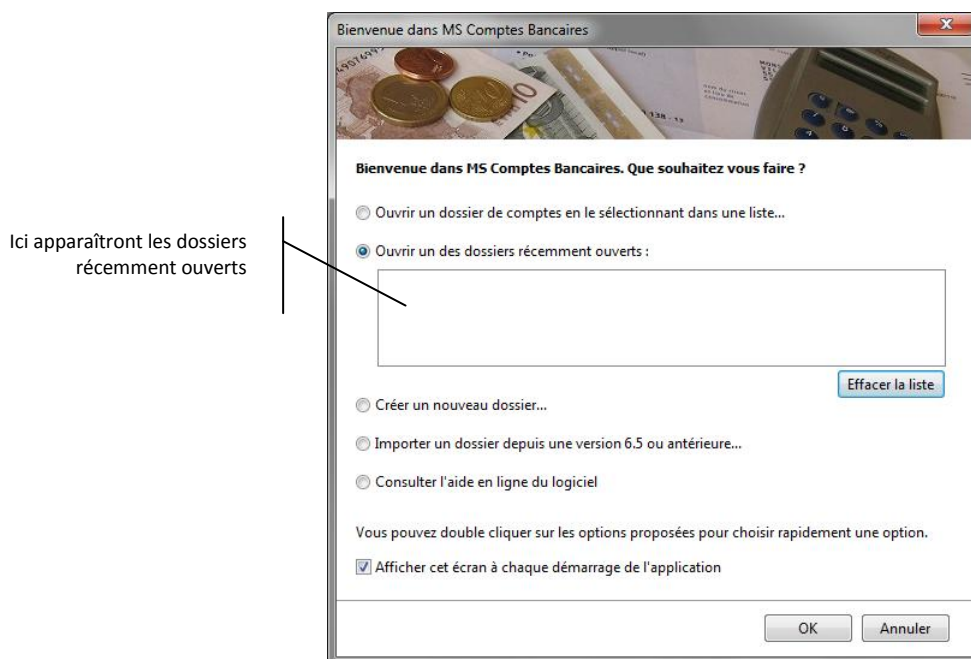 Bienvenue dans MS Comptes Bancaires
Bienvenue dans MS Comptes Bancaires. Que souhaitez vous faire ?
Ouvrir un dossier de comptes en le sélectionnant dans une liste...
Ici apparaîtront les dossiers
récemment ouverts
Ouvrir un des dossiers récemment ouverts :
Effacer la liste
Créer un nouveau dossier...
Importer un dossier depuis une version 6.5 ou antérieure...
Consulter l'aide en ligne du logiciel
Vous pouvez double cliquer sur les options proposées pour choisir rapidement une option.
Afficher cet écran à chaque démarrage de l'application
OK
Annuler